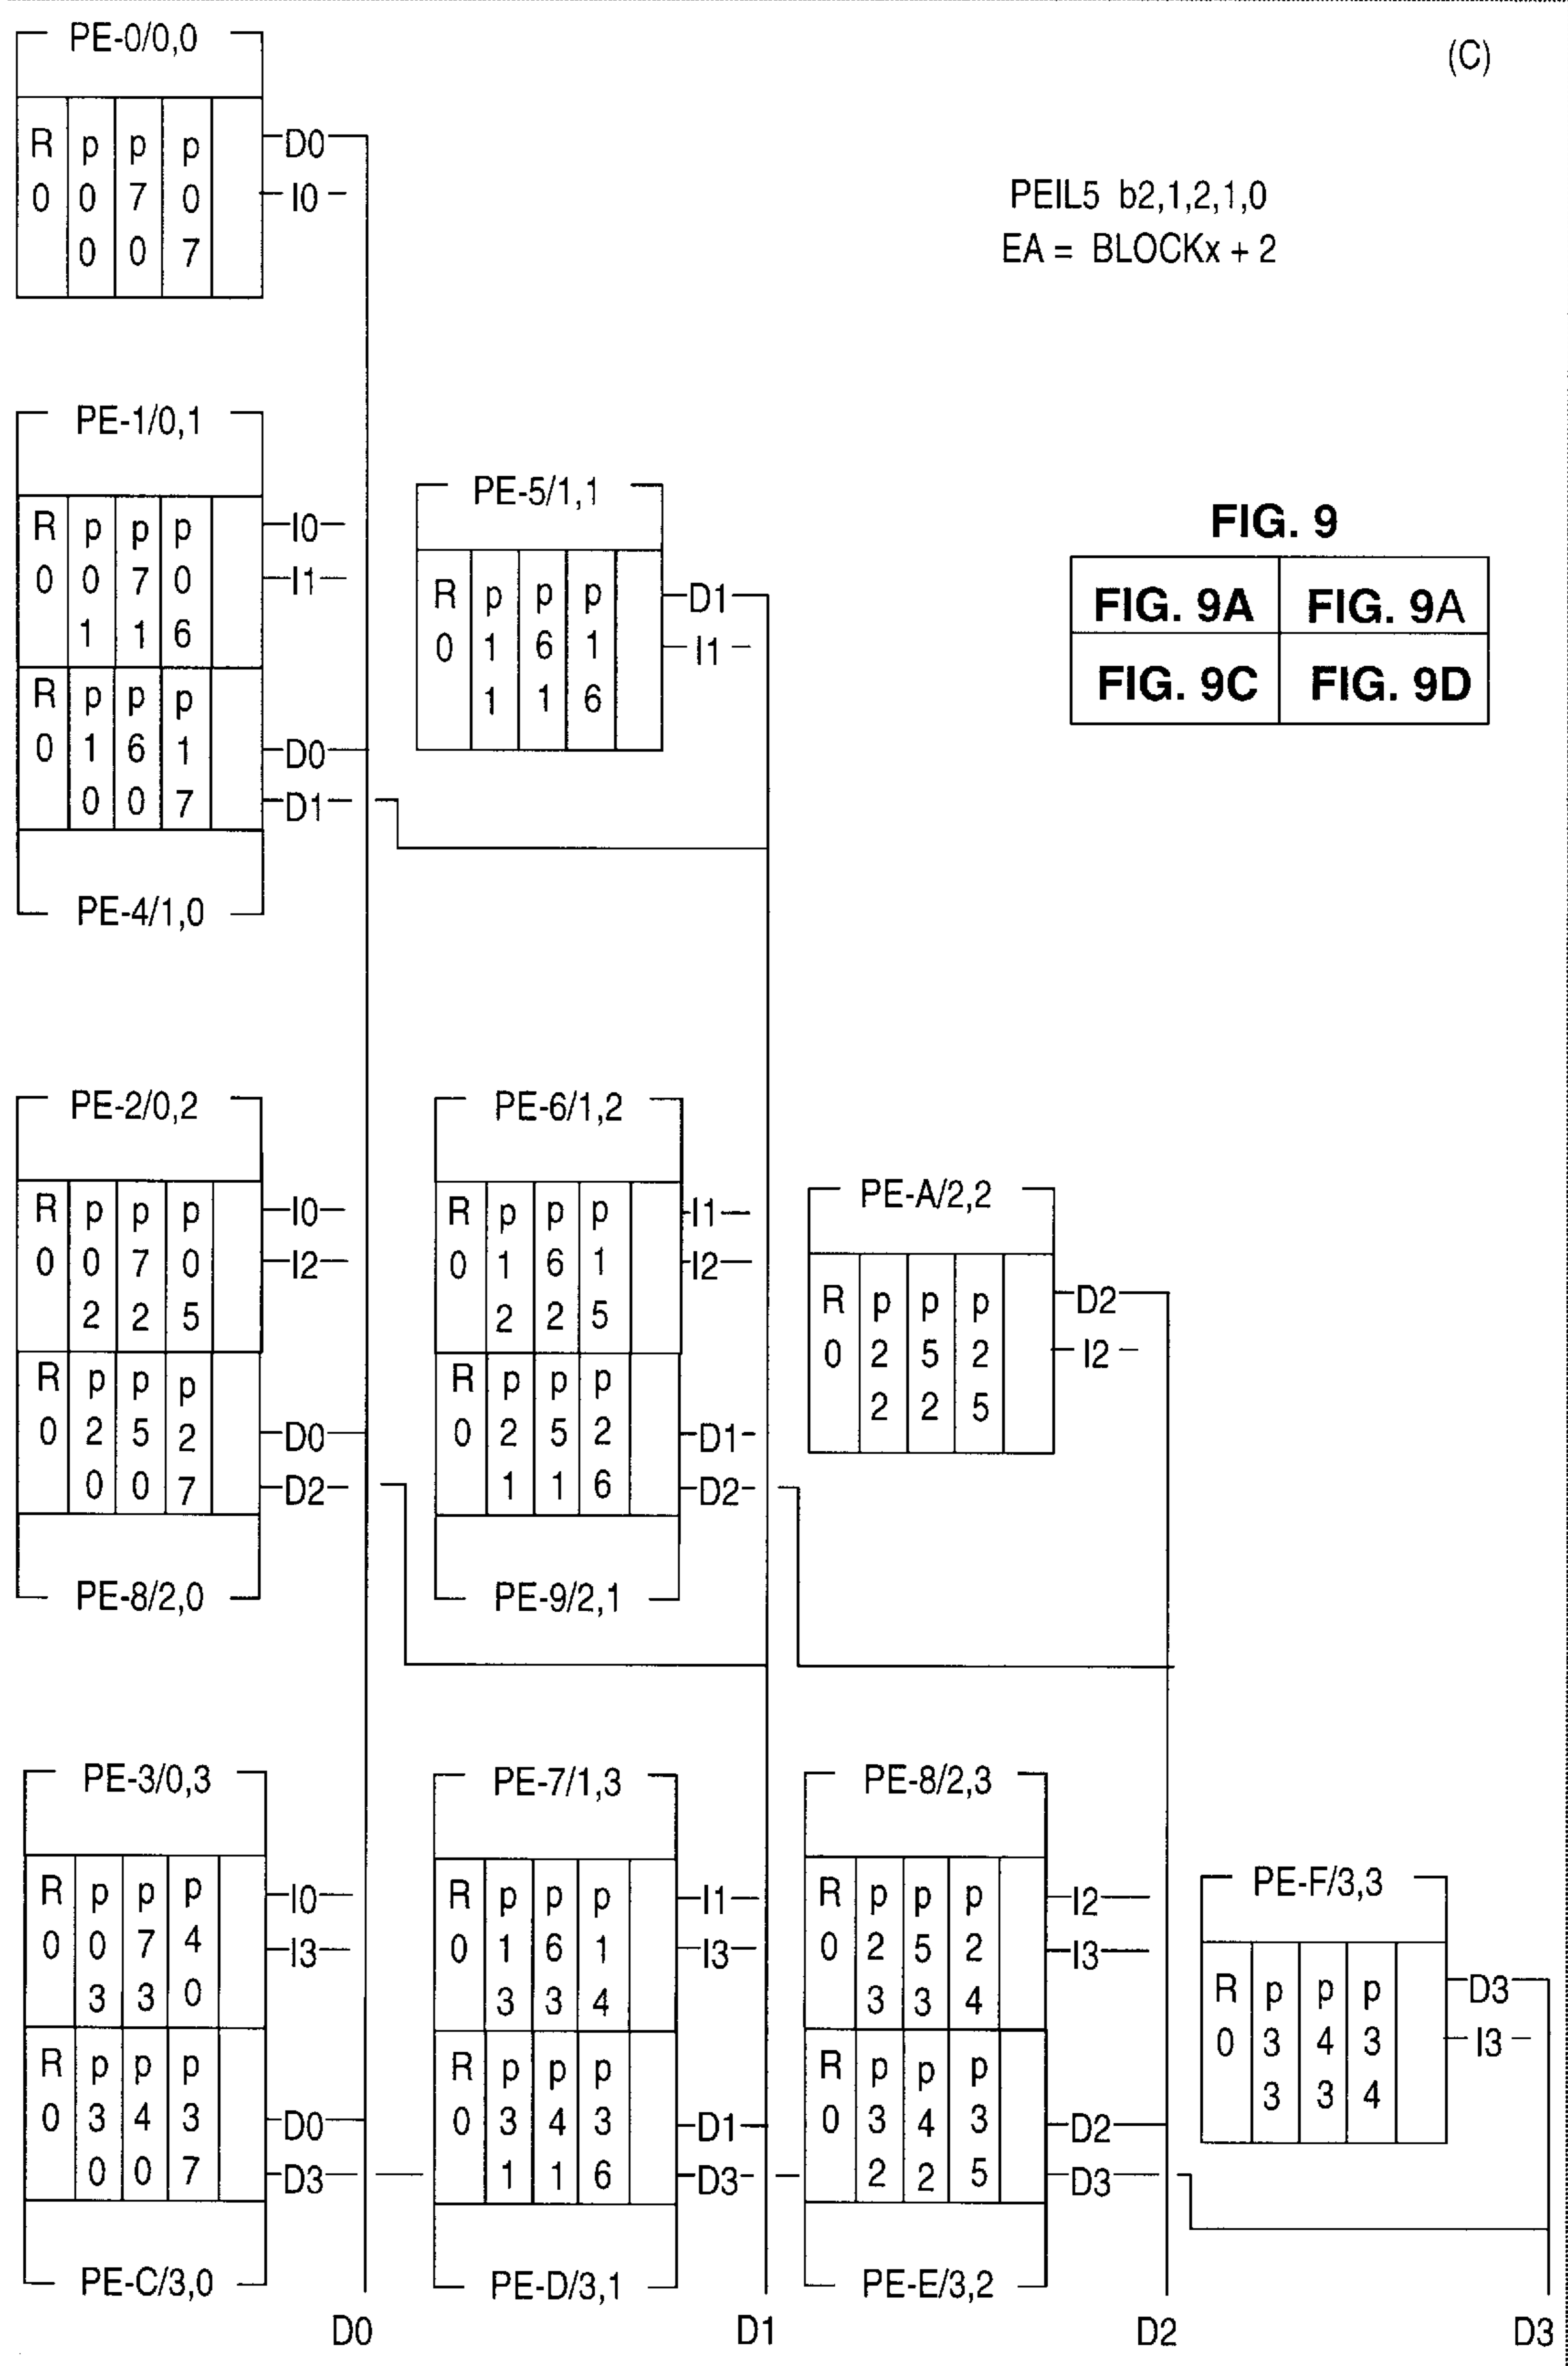 PE-0/0,0
(C)
R p p p
0 0 7 0
0 0 7
D0
I0
PEIL5 b2,1,2,1,0
EA = BLOCKx + 2
PE-1/0,1
R p p p
0 0 7 0
1 1 6
I0
I1
R p p p
0 1 6 1
0 0 7
D0
D1
PE-4/1,0
PE-5/1,1
R p p p
0 1 6 1
1 1 6
D1
I1
FIG. 9
FIG. 9A FIG. 9A
FIG. 9C FIG. 9D
PE-2/0,2
R p p p
0 0 7 0
2 2 5
I0
I2
R p p p
0 2 5 2
0 0 7
D0
D2
PE-8/2,0
PE-6/1,2
R p p p
0 1 6 1
2 2 5
I1
I2
R p p p
0 2 5 2
1 1 6
D1
D2
PE-9/2,1
PE-A/2,2
R p p p
0 2 5 2
2 2 5
D2
I2
PE-3/0,3
R p p p
0 0 7 4
3 3 0
I0
I3
R p p p
0 3 4 3
0 0 7
D0
D3
PE-C/3,0
PE-7/1,3
R p p p
0 1 6 1
3 3 4
I1
I3
R p p p
0 3 4 3
1 1 6
D1
D3
PE-D/3,1
PE-8/2,3
R p p p
0 2 5 2
3 3 4
I2
I3
R p p p
0 3 4 3
2 2 5
D2
D3
PE-E/3,2
PE-F/3,3
R p p p
0 3 4 3
3 3 4
D3
I3
D0 D1 D2 D3